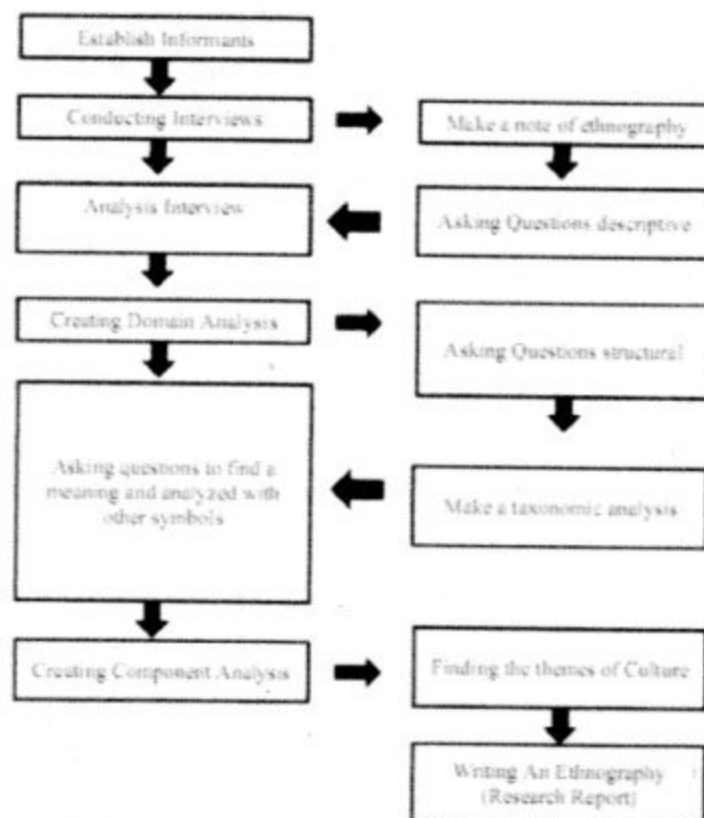 Establish Informants
Conducting Interviews
Make a note of ethnography
Analysis Interview
Asking Questions descriptive
Creating Domain Analysis
Asking Questions structural
Asking questions to find a
meaning and analyzed with
other symbols
Make a taxonomic analysis
Creating Component Analysis
Finding the themes of Culture
Writing An Ethnography
(Research Report)